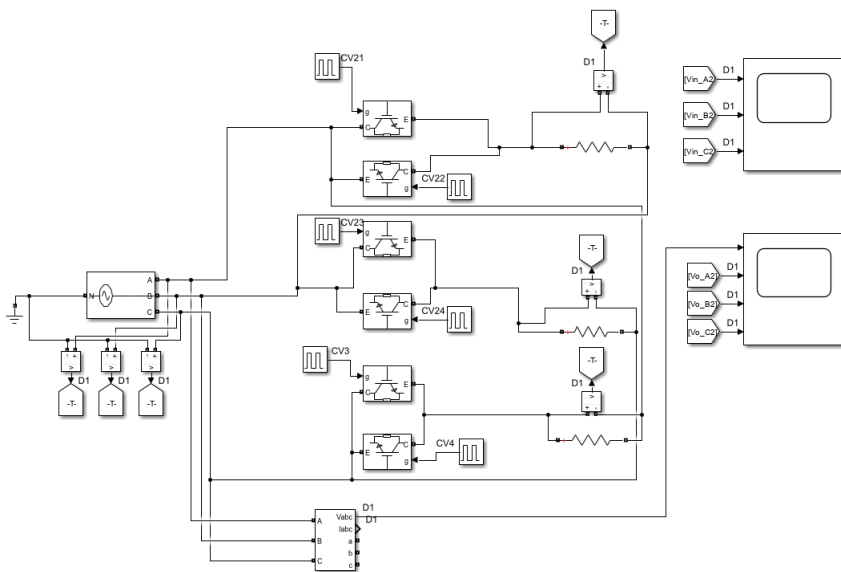 -T-
CV21
D1
D1
[Vin_A2]
D1
[Vin_B2]
D1
[Vin_C2]
g
C
E
E
C
g
CV22
CV23
g
C
E
E
C
g
CV24
-T-
D1
D1
[Vo_A2]
D1
[Vo_B2]
D1
[Vo_C2]
N
A
B
C
D1
D1
D1
-T-
-T-
-T-
CV3
g
C
E
E
C
g
CV4
-T-
D1
D1
D1
A
B
C
Vabc
Iabc
a
b
c